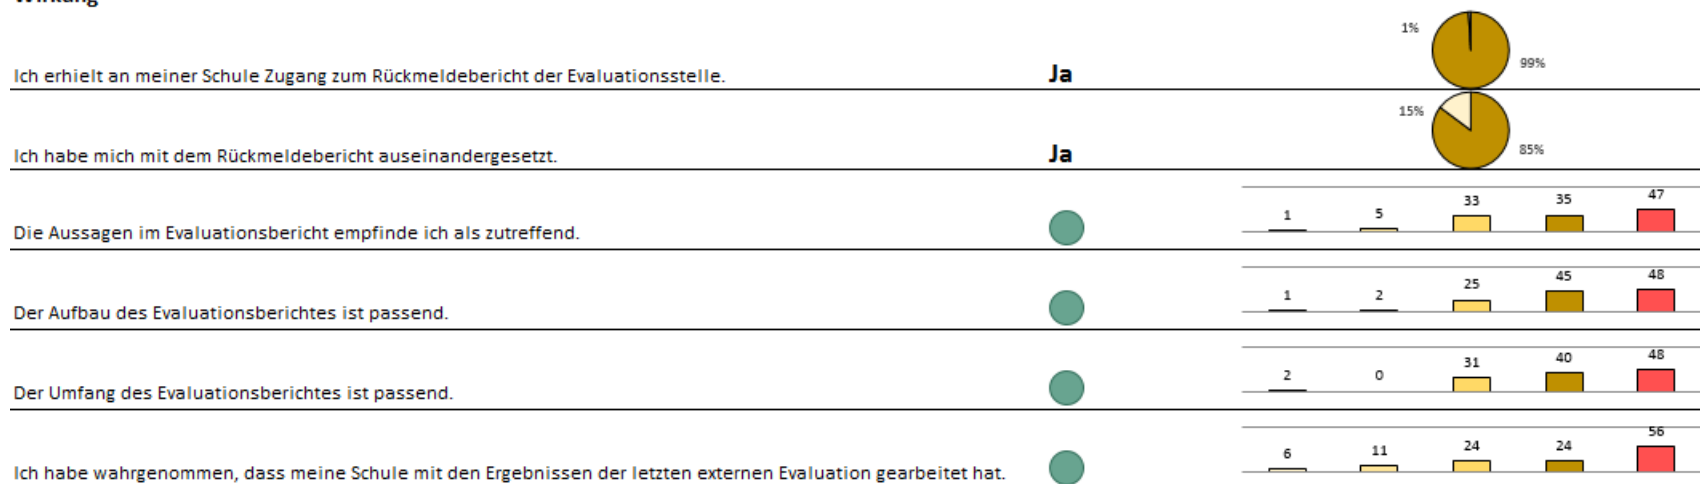 Wirkung
1%
99%
Ich erhielt an meiner Schule Zugang zum Rückmeldebericht der Evaluationsstelle. Ja
15%
85%
Ich habe mich mit dem Rückmeldebericht auseinandergesetzt. Ja
1 5 33 35 47
Die Aussagen im Evaluationsbericht empfinde ich als zutreffend.
1 2 25 45 48
Der Aufbau des Evaluationsberichtes ist passend.
2 0 31 40 48
Der Umfang des Evaluationsberichtes ist passend.
6 11 24 24 56
Ich habe wahrgenommen, dass meine Schule mit den Ergebnissen der letzten externen Evaluation gearbeitet hat.